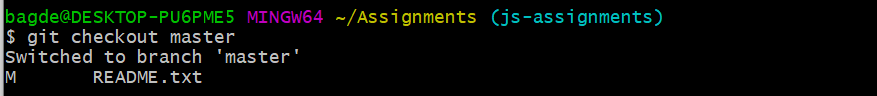 bagde@DESKTOP-PU6PME5 MINGW64 ~/Assignments (js-assignments)
$ git checkout master
Switched to branch 'master'
M       README.txt